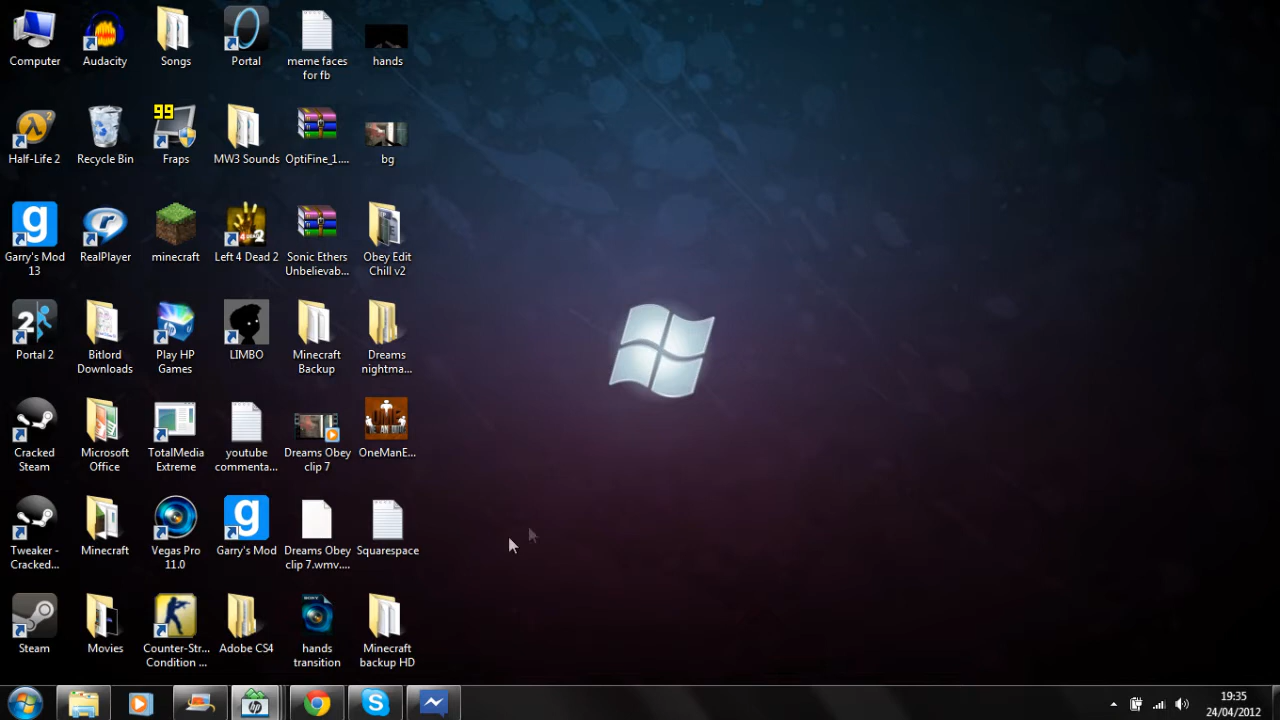 Computer
Audacity
Songs
Portal
meme faces
for fb
hands
Half-Life 2
Recycle Bin
99
Fraps
MW3 Sounds
OptiFine_1....
bg
Garry's Mod
13
RealPlayer
minecraft
Left 4 Dead 2
Sonic Ethers
Unbelievab...
Obey Edit
Chill v2
Portal 2
Bitlord
Downloads
Play HP
Games
LIMBO
Minecraft
Backup
Dreams
nightma...
Cracked
Steam
Microsoft
Office
TotalMedia
Extreme
youtube
commenta...
Dreams Obey
clip 7
OneManE...
Tweaker -
Cracked...
Minecraft
Vegas Pro
11.0
Garry's Mod
Dreams Obey
clip 7.wmv....
Squarespace
Steam
Movies
Counter-Str...
Condition ...
Adobe CS4
hands
transition
Minecraft
backup HD
19:35
24/04/2012